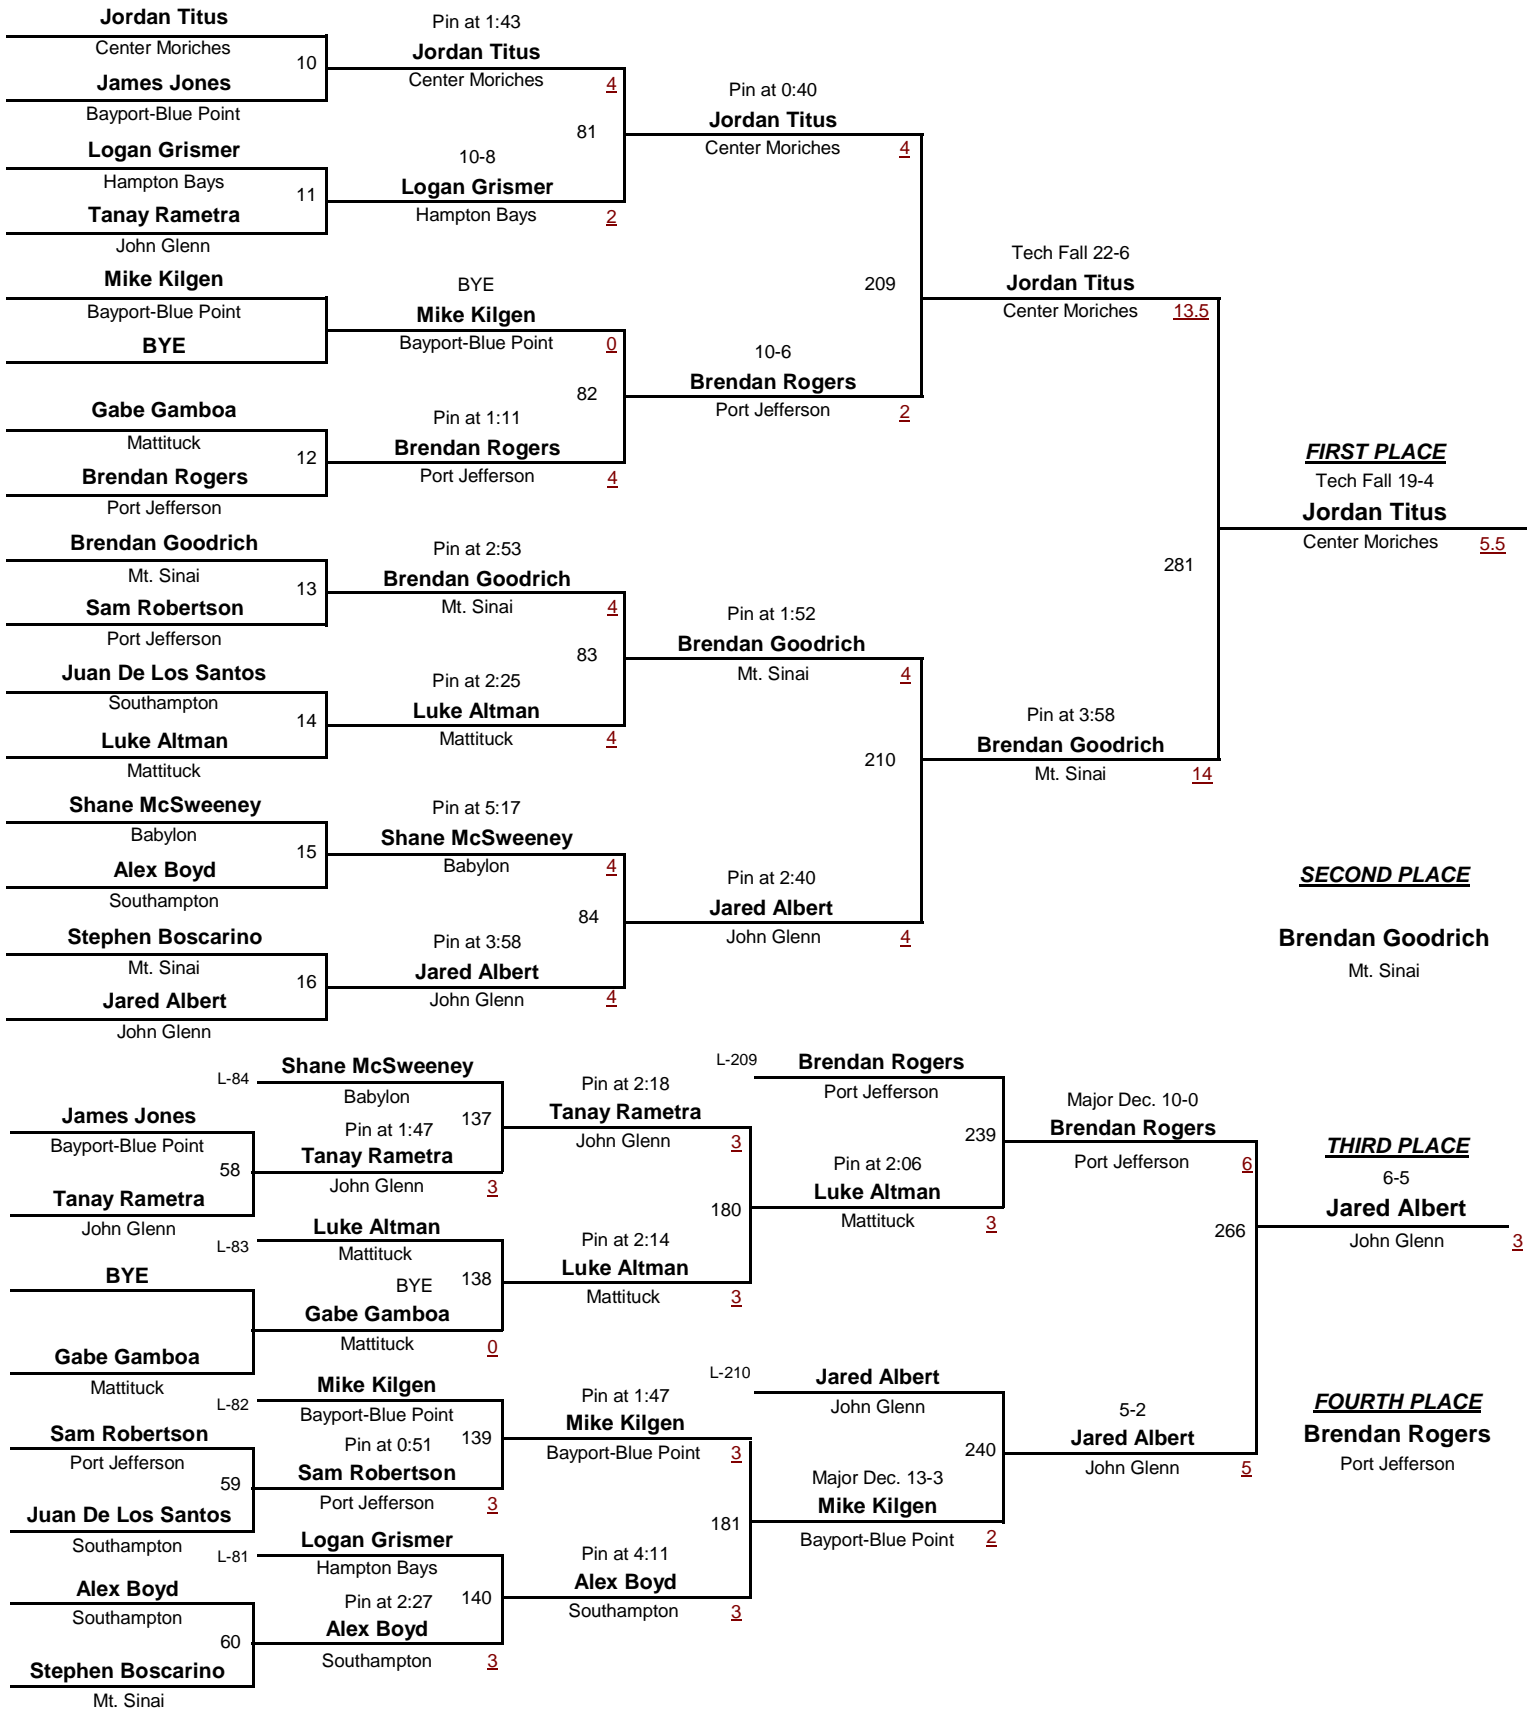 Jordan Titus
Center Moriches
10
James Jones
Bayport-Blue Point
Logan Grismer
Hampton Bays
11
Tanay Rametra
John Glenn
Mike Kilgen
Bayport-Blue Point
BYE
Gabe Gamboa
Mattituck
12
Brendan Rogers
Port Jefferson
Brendan Goodrich
Mt. Sinai
13
Sam Robertson
Port Jefferson
Juan De Los Santos
Southampton
14
Luke Altman
Mattituck
Shane McSweeney
Babylon
15
Alex Boyd
Southampton
Stephen Boscarino
Mt. Sinai
16
Jared Albert
John Glenn
Pin at 1:43
Jordan Titus
Center Moriches 4
81
10-8
Logan Grismer
Hampton Bays 2
BYE
Mike Kilgen
Bayport-Blue Point 0
82
Pin at 1:11
Brendan Rogers
Port Jefferson 4
Pin at 2:53
Brendan Goodrich
Mt. Sinai 4
83
Pin at 2:25
Luke Altman
Mattituck 4
Pin at 5:17
Shane McSweeney
Babylon 4
84
Pin at 3:58
Jared Albert
John Glenn 4
Pin at 0:40
Jordan Titus
Center Moriches 4
209
10-6
Brendan Rogers
Port Jefferson 2
Pin at 1:52
Brendan Goodrich
Mt. Sinai 4
210
Pin at 2:40
Jared Albert
John Glenn 4
Tech Fall 22-6
Jordan Titus
Center Moriches 13.5
281
Pin at 3:58
Brendan Goodrich
Mt. Sinai 14
FIRST PLACE
Tech Fall 19-4
Jordan Titus
Center Moriches 5.5
SECOND PLACE
Brendan Goodrich
Mt. Sinai
James Jones
Bayport-Blue Point
58
Tanay Rametra
John Glenn
BYE
Gabe Gamboa
Mattituck
Sam Robertson
Port Jefferson
59
Juan De Los Santos
Southampton
Alex Boyd
Southampton
60
Stephen Boscarino
Mt. Sinai
L-84
Shane McSweeney
Babylon
137
Pin at 1:47
Tanay Rametra
John Glenn 3
L-83
Luke Altman
Mattituck
138
BYE
Gabe Gamboa
Mattituck 0
L-82
Mike Kilgen
Bayport-Blue Point
139
Pin at 0:51
Sam Robertson
Port Jefferson 3
L-81
Logan Grismer
Hampton Bays
140
Pin at 2:27
Alex Boyd
Southampton 3
Pin at 2:18
Tanay Rametra
John Glenn 3
180
Pin at 2:14
Luke Altman
Mattituck 3
Pin at 1:47
Mike Kilgen
Bayport-Blue Point 3
181
Pin at 4:11
Alex Boyd
Southampton 3
L-209
Brendan Rogers
Port Jefferson
239
Pin at 2:06
Luke Altman
Mattituck 3
L-210
Jared Albert
John Glenn
240
Major Dec. 13-3
Mike Kilgen
Bayport-Blue Point 2
Major Dec. 10-0
Brendan Rogers
Port Jefferson 6
266
5-2
Jared Albert
John Glenn 5
THIRD PLACE
6-5
Jared Albert
John Glenn 3
FOURTH PLACE
Brendan Rogers
Port Jefferson